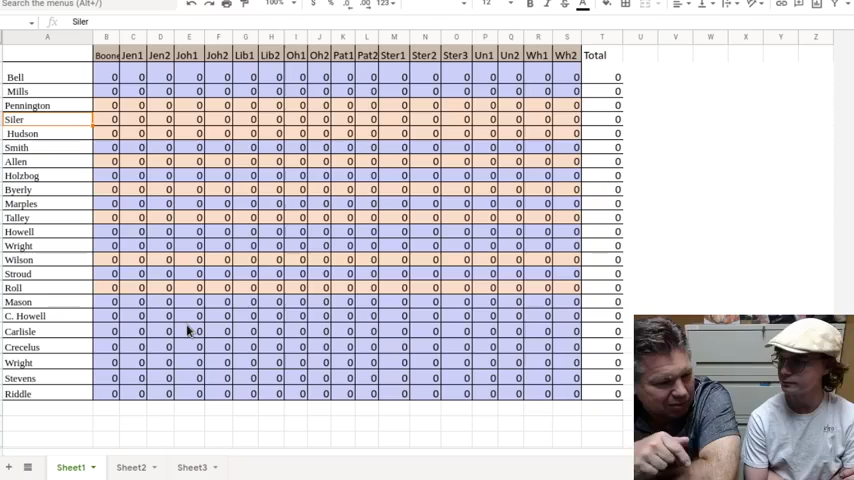 Search the menus (Alt+/) 100% $ % .0 .00 123 12
fx Siler
A B C D E F G H I J K L M N O P Q R S T U V W X Y Z
Boone Jen1 Jen2 Joh1 Joh2 Lib1 Lib2 Oh1 Oh2 Pat1 Pat2 Ster1 Ster2 Ster3 Un1 Un2 Wh1 Wh2 Total
Bell 0 0 0 0 0 0 0 0 0 0 0 0 0 0 0 0 0 0 0
Mills 0 0 0 0 0 0 0 0 0 0 0 0 0 0 0 0 0 0 0
Pennington 0 0 0 0 0 0 0 0 0 0 0 0 0 0 0 0 0 0 0
Siler 0 0 0 0 0 0 0 0 0 0 0 0 0 0 0 0 0 0 0
Hudson 0 0 0 0 0 0 0 0 0 0 0 0 0 0 0 0 0 0 0
Smith 0 0 0 0 0 0 0 0 0 0 0 0 0 0 0 0 0 0 0
Allen 0 0 0 0 0 0 0 0 0 0 0 0 0 0 0 0 0 0 0
Holzbog 0 0 0 0 0 0 0 0 0 0 0 0 0 0 0 0 0 0 0
Byerly 0 0 0 0 0 0 0 0 0 0 0 0 0 0 0 0 0 0 0
Marples 0 0 0 0 0 0 0 0 0 0 0 0 0 0 0 0 0 0 0
Talley 0 0 0 0 0 0 0 0 0 0 0 0 0 0 0 0 0 0 0
Howell 0 0 0 0 0 0 0 0 0 0 0 0 0 0 0 0 0 0 0
Wright 0 0 0 0 0 0 0 0 0 0 0 0 0 0 0 0 0 0 0
Wilson 0 0 0 0 0 0 0 0 0 0 0 0 0 0 0 0 0 0 0
Stroud 0 0 0 0 0 0 0 0 0 0 0 0 0 0 0 0 0 0 0
Roll 0 0 0 0 0 0 0 0 0 0 0 0 0 0 0 0 0 0 0
Mason 0 0 0 0 0 0 0 0 0 0 0 0 0 0 0 0 0 0 0
C. Howell 0 0 0 0 0 0 0 0 0 0 0 0 0 0 0 0 0 0 0
Carlisle 0 0 0 0 0 0 0 0 0 0 0 0 0 0 0 0 0 0 0
Crecelus 0 0 0 0 0 0 0 0 0 0 0 0 0 0 0 0 0 0 0
Wright 0 0 0 0 0 0 0 0 0 0 0 0 0 0 0 0 0 0 0
Stevens 0 0 0 0 0 0 0 0 0 0 0 0 0 0 0 0 0 0 0
Riddle 0 0 0 0 0 0 0 0 0 0 0 0 0 0 0 0 0 0 0
Sheet1 Sheet2 Sheet3